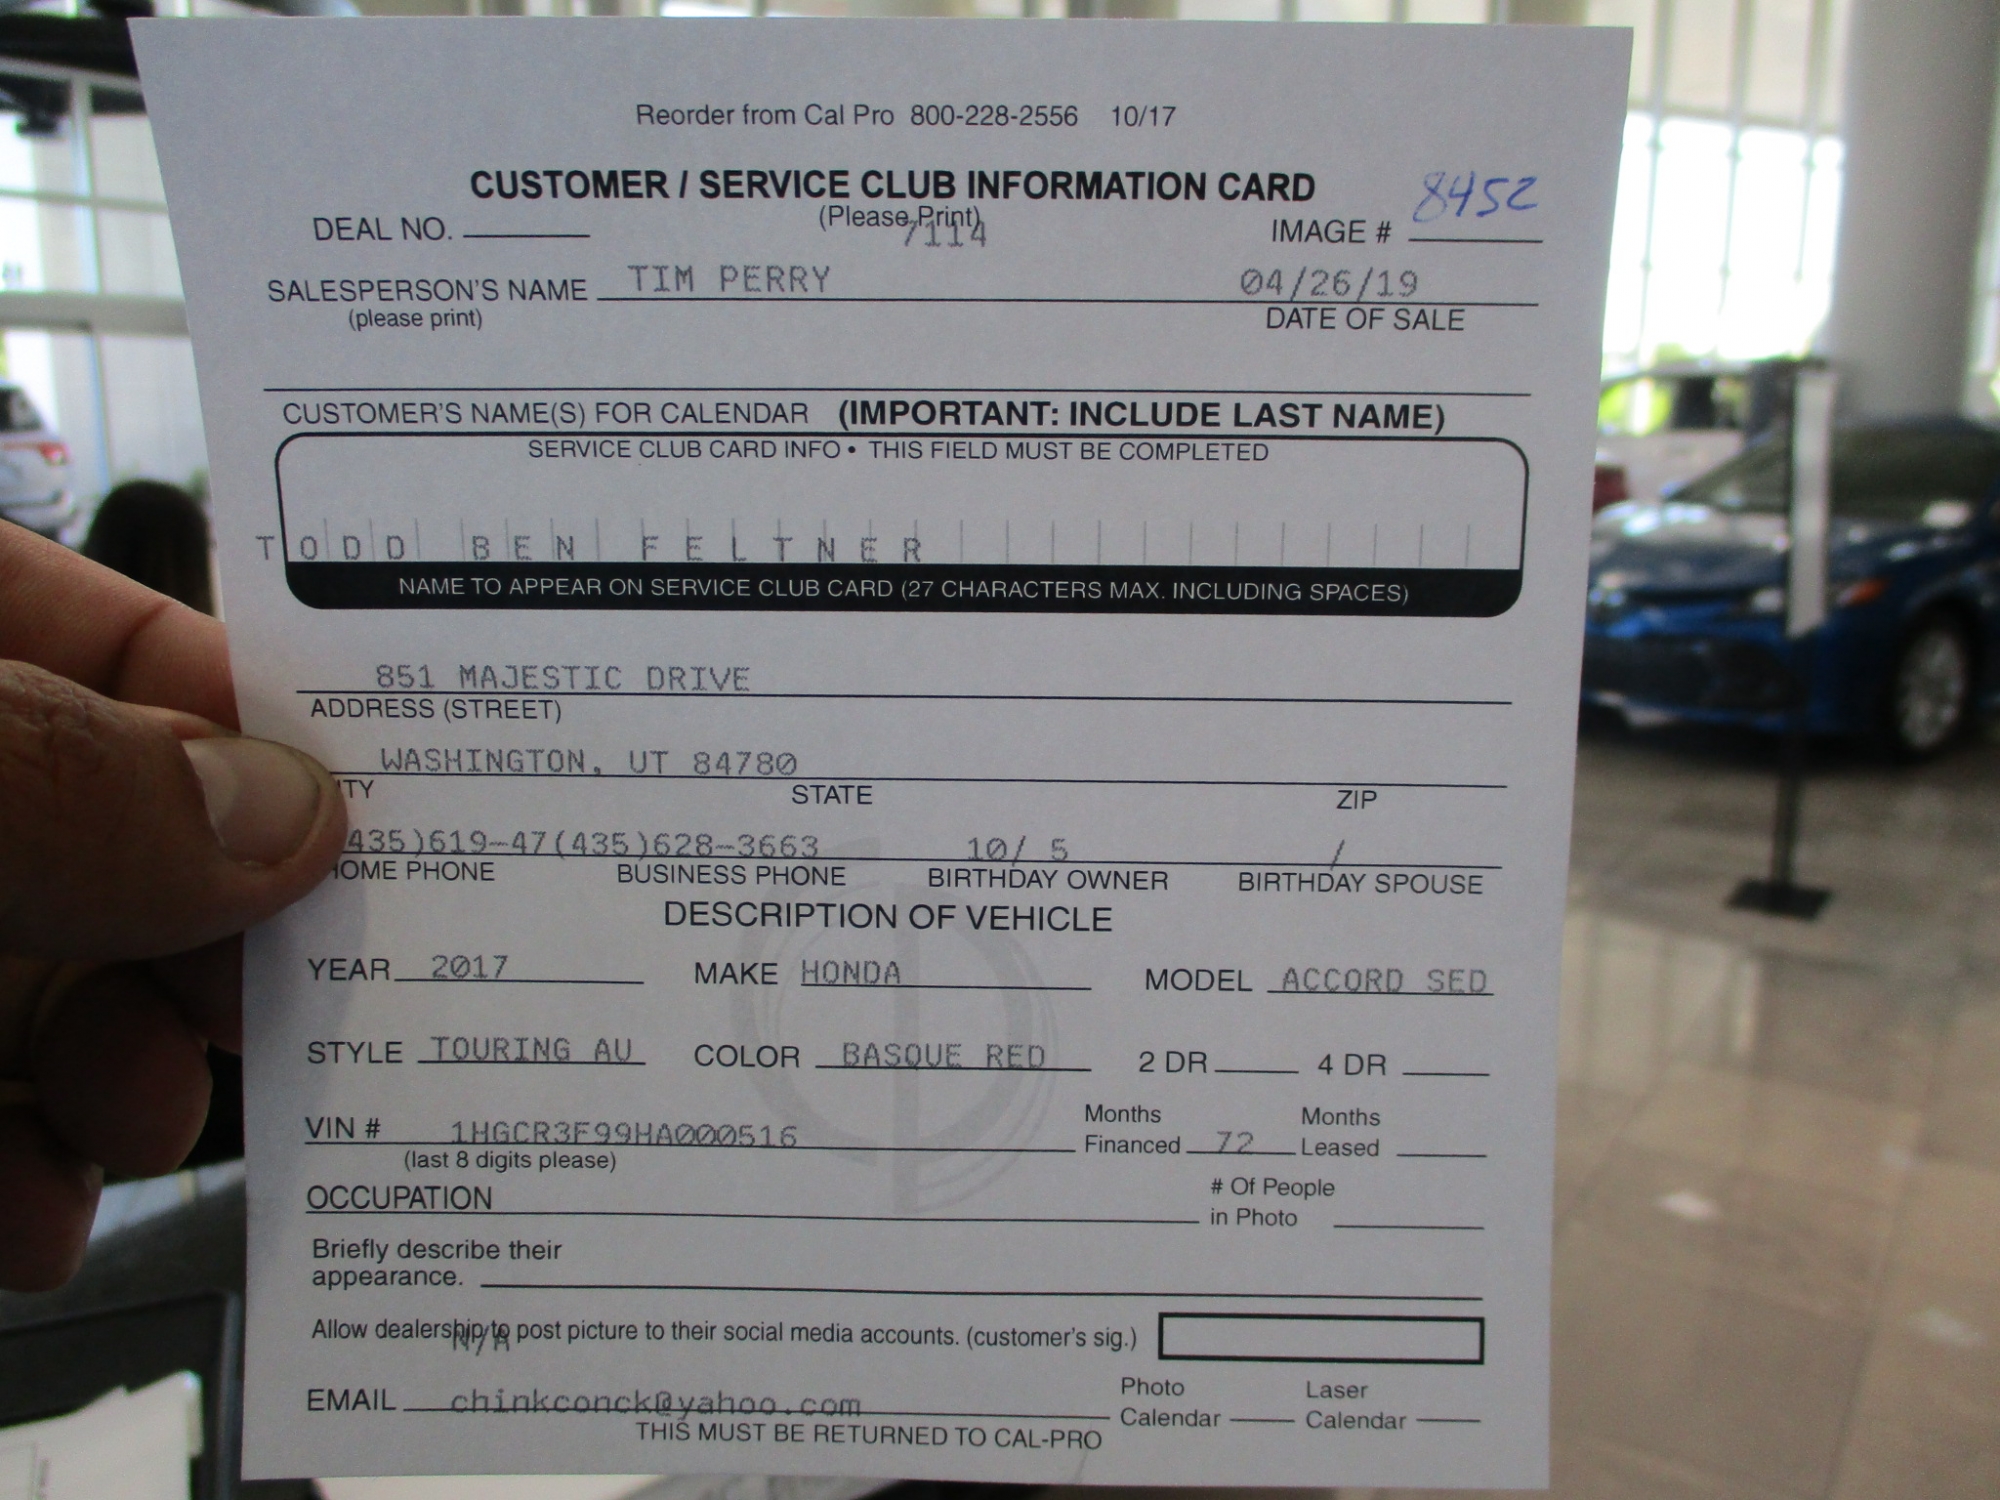 Reorder from Cal Pro 800-228-2556 10/17
CUSTOMER / SERVICE CLUB INFORMATION CARD
8452
(Please Print)
DEAL NO. 7114 IMAGE #
SALESPERSON'S NAME TIM PERRY 04/26/19
(please print) DATE OF SALE
CUSTOMER'S NAME(S) FOR CALENDAR (IMPORTANT: INCLUDE LAST NAME)
SERVICE CLUB CARD INFO • THIS FIELD MUST BE COMPLETED
TODD BEN FELTNER
NAME TO APPEAR ON SERVICE CLUB CARD (27 CHARACTERS MAX. INCLUDING SPACES)
851 MAJESTIC DRIVE
ADDRESS (STREET)
WASHINGTON, UT 84780
ITY STATE ZIP
435)619-47(435)628-3663 10/ 5 /
OME PHONE BUSINESS PHONE BIRTHDAY OWNER BIRTHDAY SPOUSE
DESCRIPTION OF VEHICLE
YEAR 2017 MAKE HONDA MODEL ACCORD SED
STYLE TOURING AU COLOR BASQUE RED 2 DR 4 DR
Months Months
VIN # 1HGCR3F99HA000516 Financed 72 Leased
(last 8 digits please)
# Of People
OCCUPATION in Photo
Briefly describe their
appearance.
Allow dealership to post picture to their social media accounts. (customer's sig.)
N/A
Photo Laser
EMAIL chinkconck@yahoo.com Calendar Calendar
THIS MUST BE RETURNED TO CAL-PRO